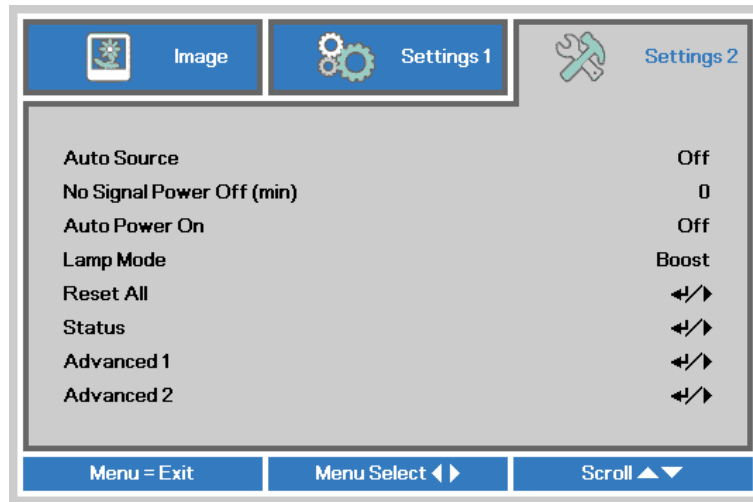 Image Settings 1 Settings 2
Auto Source Off
No Signal Power Off (min) 0
Auto Power On Off
Lamp Mode Boost
Reset All ↵/▶
Status ↵/▶
Advanced 1 ↵/▶
Advanced 2 ↵/▶
Menu = Exit Menu Select ◀ ▶ Scroll ▲▼